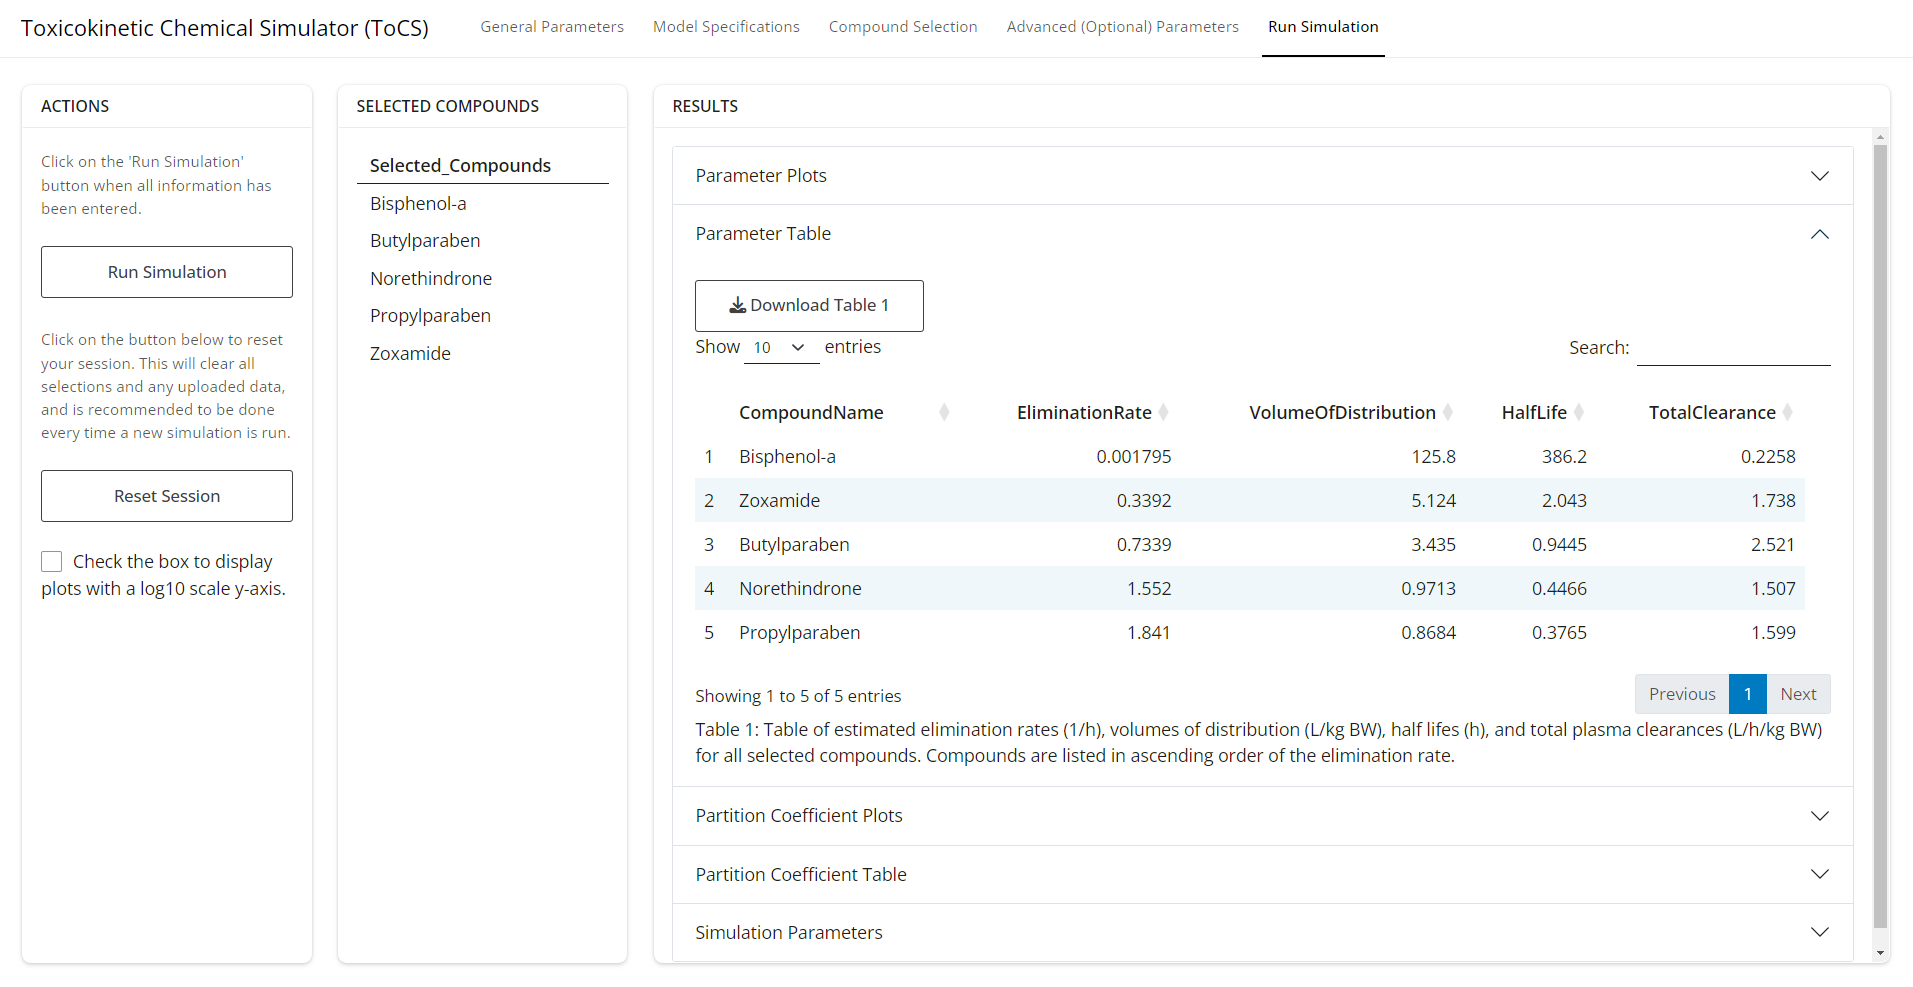 Toxicokinetic Chemical Simulator (ToCS)
General Parameters
Model Specifications
Compound Selection
Advanced (Optional) Parameters
Run Simulation
ACTIONS
Click on the 'Run Simulation'
button when all information has
been entered.
Run Simulation
Click on the button below to reset
your session. This will clear all
selections and any uploaded data,
and is recommended to be done
every time a new simulation is run.
Reset Session
Check the box to display
plots with a log10 scale y-axis.
SELECTED COMPOUNDS
Selected_Compounds
Bisphenol-a
Butylparaben
Norethindrone
Propylparaben
Zoxamide
RESULTS
Parameter Plots
Parameter Table
Download Table 1
Show 10 entries
Search:
CompoundName EliminationRate VolumeOfDistribution HalfLife TotalClearance
1 Bisphenol-a 0.001795 125.8 386.2 0.2258
2 Zoxamide 0.3392 5.124 2.043 1.738
3 Butylparaben 0.7339 3.435 0.9445 2.521
4 Norethindrone 1.552 0.9713 0.4466 1.507
5 Propylparaben 1.841 0.8684 0.3765 1.599
Showing 1 to 5 of 5 entries
Previous 1 Next
Table 1: Table of estimated elimination rates (1/h), volumes of distribution (L/kg BW), half lifes (h), and total plasma clearances (L/h/kg BW)
for all selected compounds. Compounds are listed in ascending order of the elimination rate.
Partition Coefficient Plots
Partition Coefficient Table
Simulation Parameters